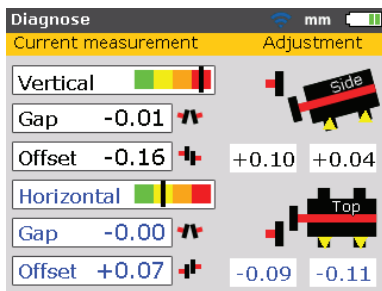 Diagnose mm
Current measurement Adjustment
Vertical
Side
Gap -0.01
Offset -0.16 +0.10 +0.04
Horizontal
Top
Gap -0.00
Offset +0.07 -0.09 -0.11